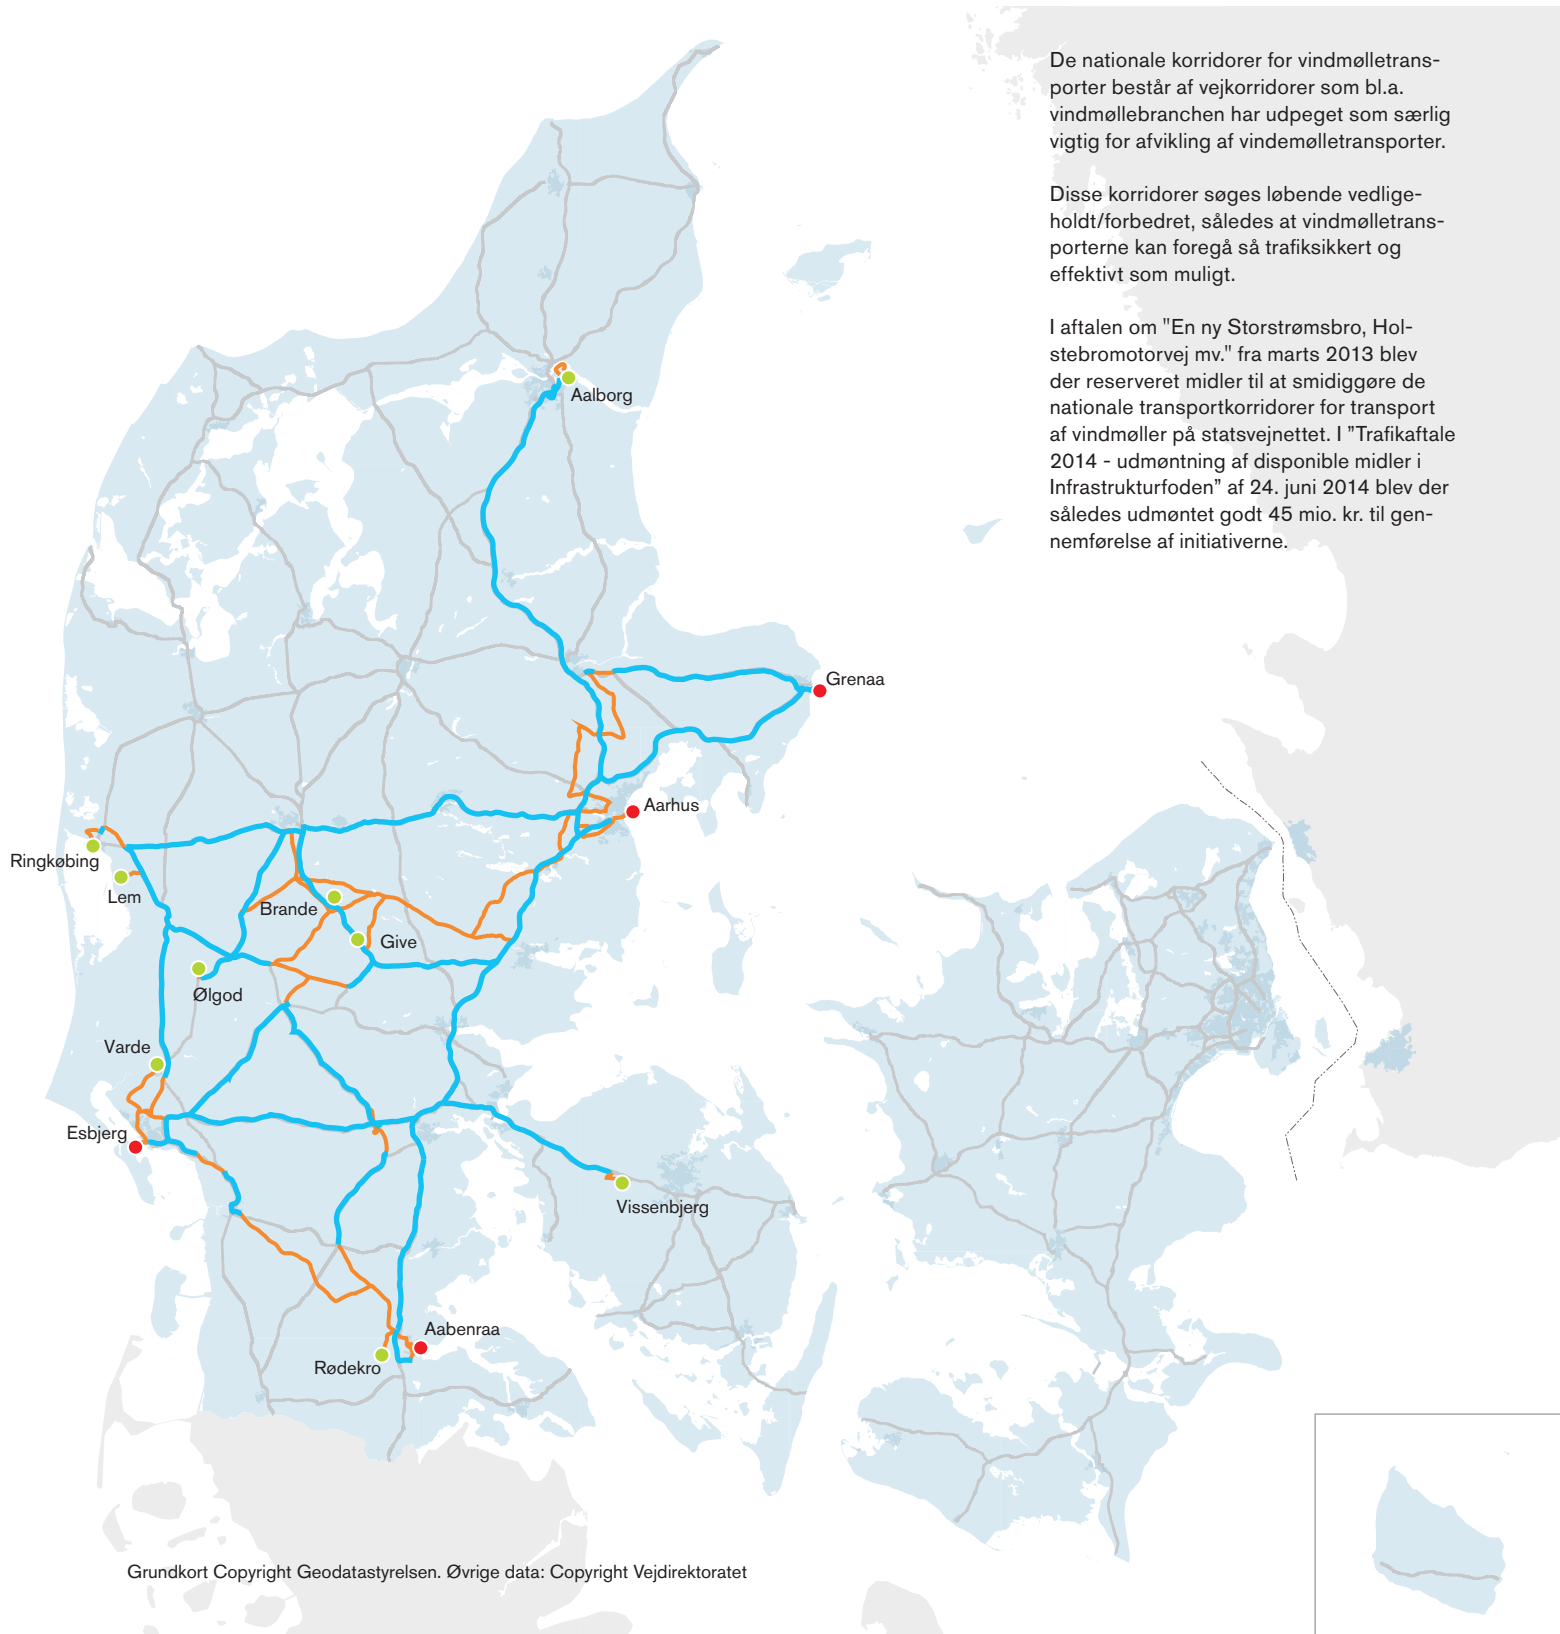 De nationale korridorer for vindmølletrans-
porter består af vejkorridorer som bl.a.
vindmøllebranchen har udpeget som særlig
vigtig for afvikling af vindemølletransporter.
Disse korridorer søges løbende vedlige-
holdt/forbedret, således at vindmølletrans-
porterne kan foregå så trafiksikkert og
effektivt som muligt.
I aftalen om "En ny Storstrømsbro, Hol-
stebromotorvej mv." fra marts 2013 blev
der reserveret midler til at smidiggøre de
nationale transportkorridorer for transport
af vindmøller på statsvejnettet. I ”Trafikaftale
2014 - udmøntning af disponible midler i
Infrastrukturfoden” af 24. juni 2014 blev der
således udmøntet godt 45 mio. kr. til gen-
nemførelse af initiativerne.
Aalborg
Grenaa
Aarhus
Ringkøbing
Lem
Brande
Give
Ølgod
Varde
Esbjerg
Vissenbjerg
Aabenraa
Rødekro
Grundkort Copyright Geodatastyrelsen. Øvrige data: Copyright Vejdirektoratet